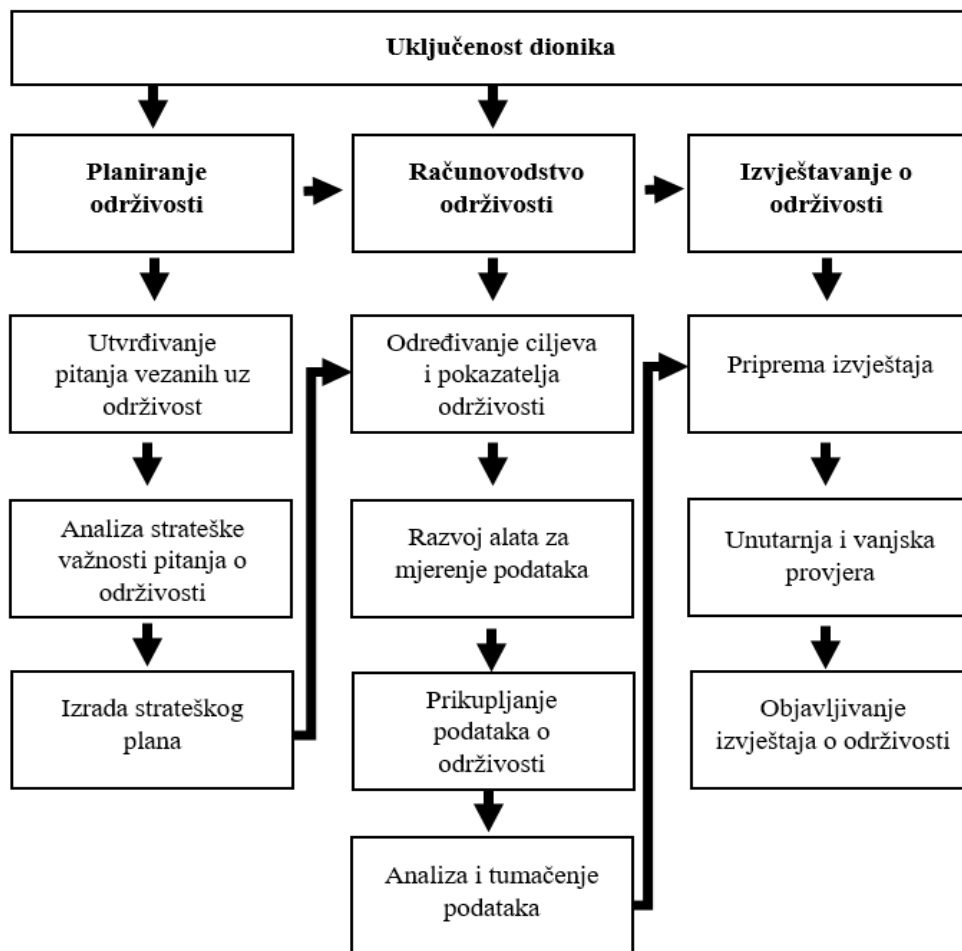 Uključenost dionika
Planiranje
održivosti
Računovodstvo
održivosti
Izvještavanje o
održivosti
Utvrđivanje
pitanja vezanih uz
održivost
Analiza strateške
važnosti pitanja o
održivosti
Izrada strateškog
plana
Određivanje ciljeva
i pokazatelja
održivosti
Razvoj alata za
mjerenje podataka
Prikupljanje
podataka o
održivosti
Analiza i tumačenje
podataka
Priprema izvještaja
Unutarnja i vanjska
provjera
Objavljivanje
izvještaja o održivosti